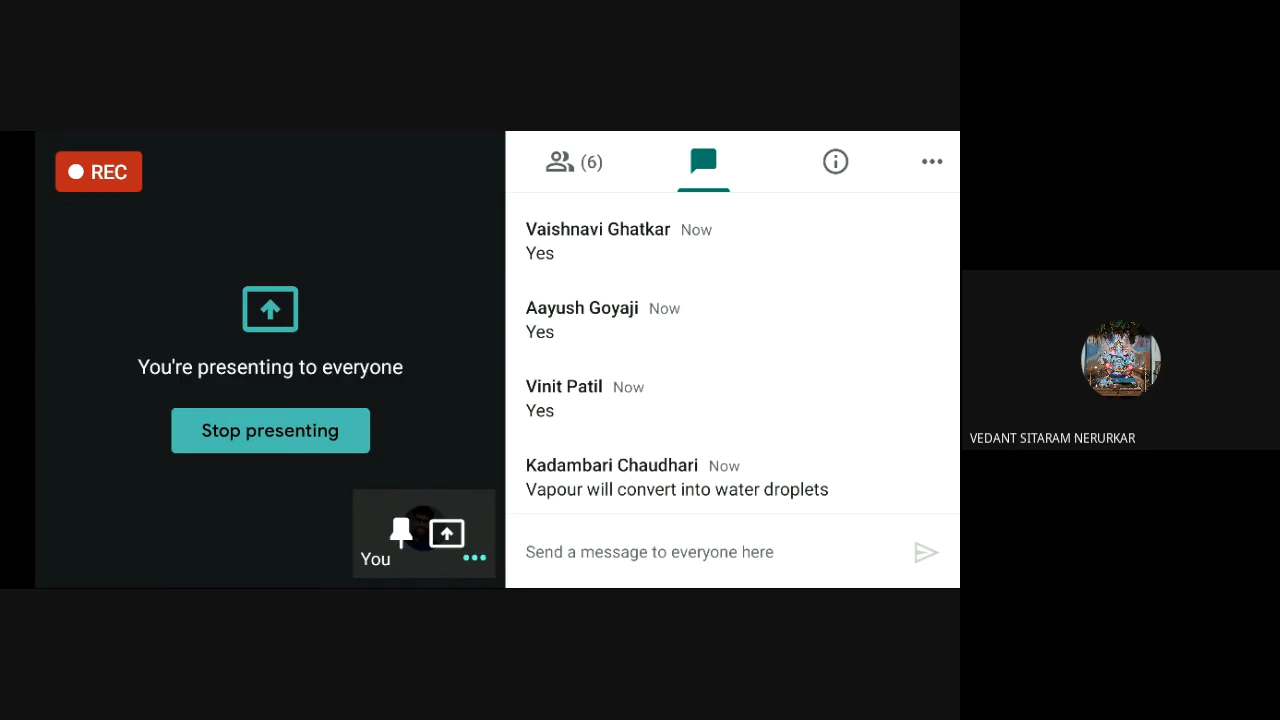 REC
You're presenting to everyone
Stop presenting
You
(6)
Vaishnavi Ghatkar Now
Yes
Aayush Goyaji Now
Yes
Vinit Patil Now
Yes
Kadambari Chaudhari Now
Vapour will convert into water droplets
Send a message to everyone here
VEDANT SITARAM NERURKAR